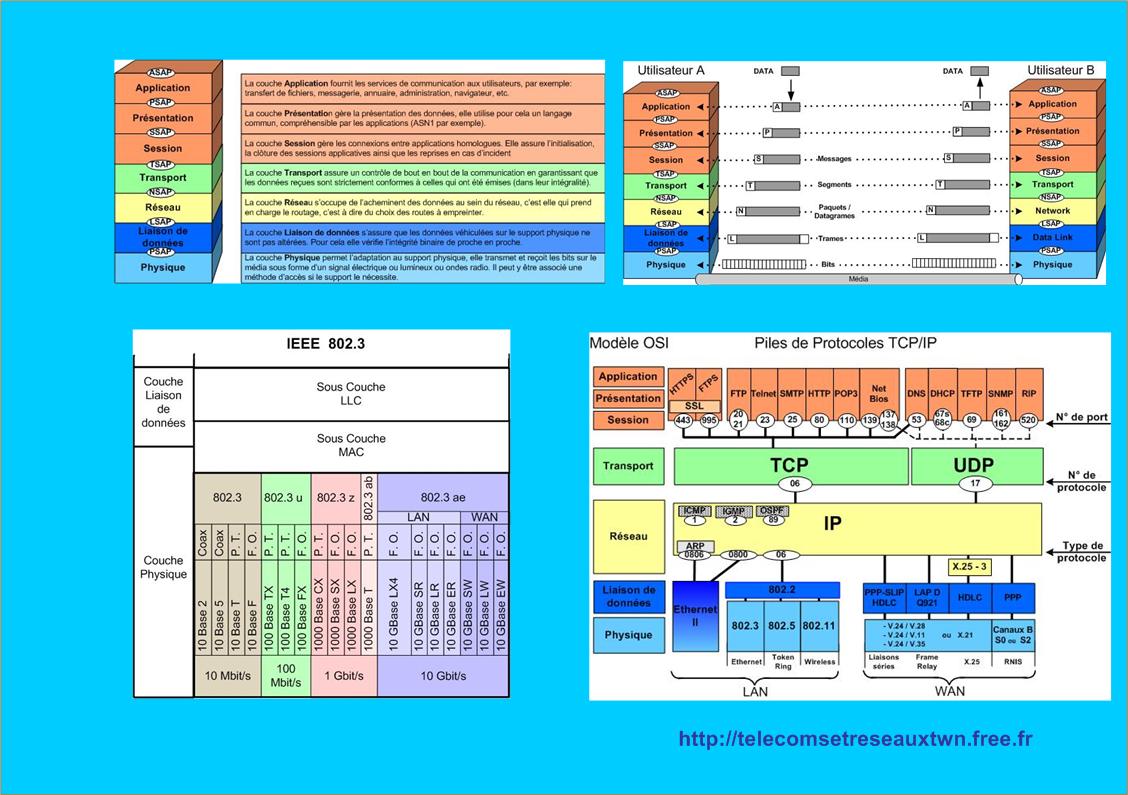 ASAP
Application
PSAP
Présentation
SSAP
Session
TSAP
Transport
NSAP
Réseau
LSAP
Liaison de
données
PSAP
Physique
La couche Application fournit les services de communication aux utilisateurs, par exemple:
transfert de fichiers, messagerie, annuaire, administration, navigateur, etc.
La couche Présentation gère la présentation des données, elle utilise pour cela un langage
commun, compréhensible par les applications (ASN1 par exemple).
La couche Session gère les connexions entre applications homologues. Elle assure l'initialisation,
la clôture des sessions applicatives ainsi que les reprises en cas d'incident
La couche Transport assure un contrôle de bout en bout de la communication en garantissant que
les données reçues sont strictement conformes à celles qui ont été émises (dans leur intégralité).
La couche Réseau s'occupe de l'acheminent des données au sein du réseau, c'est elle qui prend
en charge le routage, c'est à dire du choix des routes à empreinter.
La couche Liaison de données s'assure que les données véhiculées sur le support physique ne
sont pas altérées. Pour cela elle vérifie l'intégrité binaire de proche en proche.
La couche Physique permet l'adaptation au support physique, elle transmet et reçoit les bits sur le
média sous forme d'un signal électrique ou lumineux ou ondes radio. Il peut y être associé une
méthode d'accès si le support le nécessite.
Utilisateur A
DATA
DATA
Utilisateur B
ASAP
Application
A
A
ASAP
Application
PSAP
Présentation
P
P
PSAP
Présentation
SSAP
Session
S
Messages
S
SSAP
Session
TSAP
Transport
T
Segments
T
TSAP
Transport
NSAP
Réseau
N
Paquets /
Datagrames
N
NSAP
Network
LSAP
Liaison de
données
L
Trames
L
LSAP
Data Link
PSAP
Physique
Bits
PSAP
Physique
Média
IEEE 802.3
Couche
Liaison
de
données
Sous Couche
LLC
Sous Couche
MAC
Couche
Physique
802.3
802.3 u
802.3 z
802.3 ab
802.3 ae
LAN
WAN
Coax
Coax
P. T.
F. O.
P. T.
P. T.
F. O.
P. T.
F. O.
F. O.
P. T.
F. O.
F. O.
F. O.
F. O.
F. O.
F. O.
F. O.
10 Base 2
10 Base 5
10 Base T
10 Base F
100 Base TX
100 Base T4
100 Base FX
1000 Base CX
1000 Base SX
1000 Base LX
1000 Base T
10 GBase LX4
10 GBase SR
10 GBase LR
10 GBase ER
10 GBase SW
10 GBase LW
10 GBase EW
10 Mbit/s
100
Mbit/s
1 Gbit/s
10 Gbit/s
Modèle OSI
Piles de Protocoles TCP/IP
Application
Présentation
Session
HTTPS
FTPS
SSL
FTP
Telnet
SMTP
HTTP
POP3
Net
Bios
DNS
DHCP
TFTP
SNMP
RIP
443
995
20
21
23
25
80
110
139
137
138
53
67s
68c
69
161
162
520
N° de port
Transport
TCP
06
UDP
17
N° de
protocole
Réseau
ICMP
1
IGMP
2
OSPF
89
IP
ARP
0806
0800
06
X.25 - 3
Type de
protocole
Liaison de
données
Physique
Ethernet
II
802.2
802.3
802.5
802.11
Ethernet
Token
Ring
Wireless
LAN
PPP-SLIP
HDLC
LAP D
Q921
HDLC
PPP
- V.24 / V.28
- V.24 / V.11 ou X.21
- V.24 / V.35
Canaux B
S0 ou S2
Liaisons
séries
Frame
Relay
X.25
RNIS
WAN
http://telecomsetreseauxtwn.free.fr